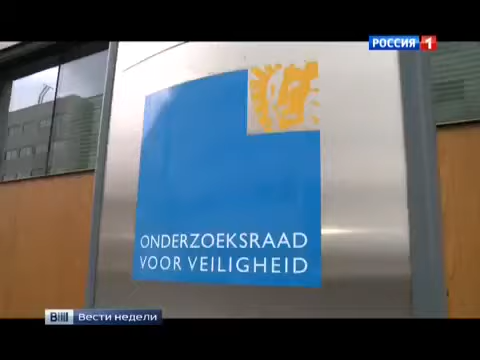 РОССИЯ 1
ONDERZOEKSRAAD
VOOR VEILIGHEID
Вести недели